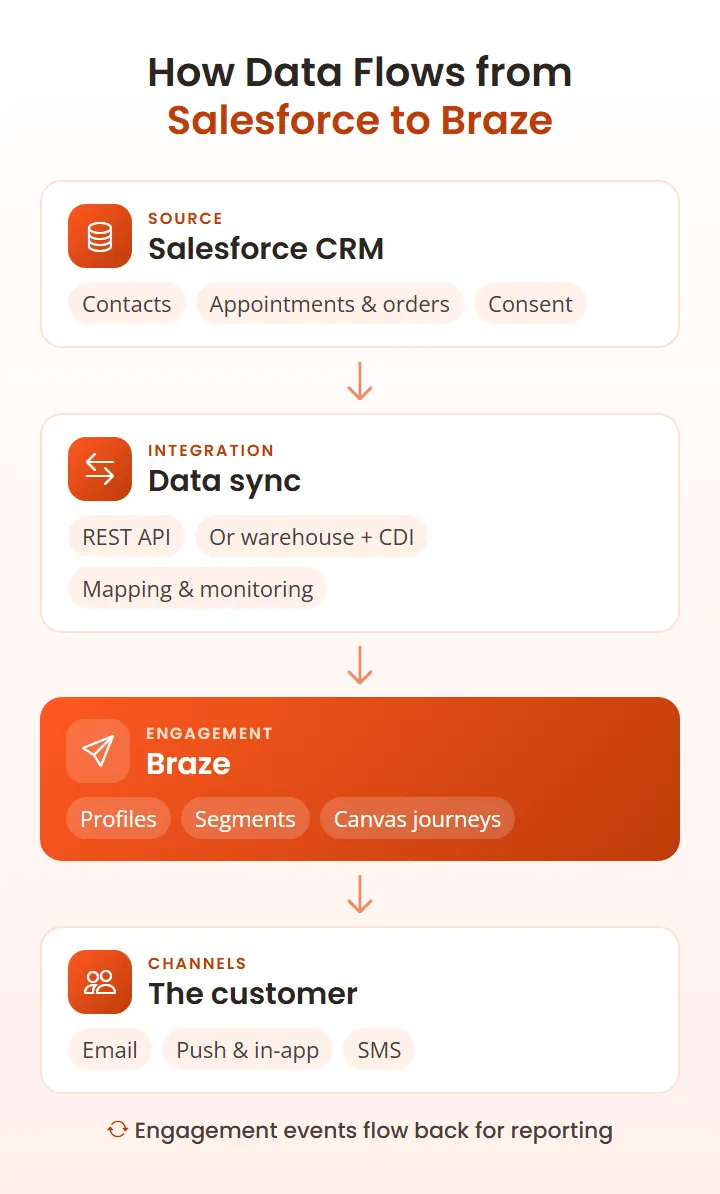 How Data Flows from
Salesforce to Braze
SOURCE
Salesforce CRM
Contacts
Appointments & orders
Consent
INTEGRATION
Data sync
REST API
Or warehouse + CDI
Mapping & monitoring
ENGAGEMENT
Braze
Profiles
Segments
Canvas journeys
CHANNELS
The customer
Email
Push & in-app
SMS
Engagement events flow back for reporting